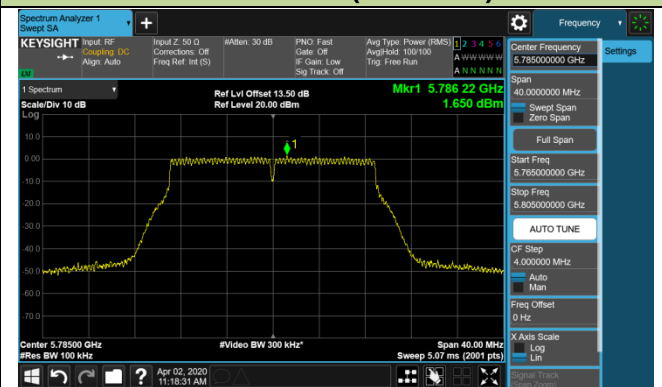 Spectrum Analyzer 1
Swept SA
Frequency
KEYSIGHT
Input: RF
Coupling: DC
Align: Auto
Input Z: 50 Ω
Corrections: Off
Freq Ref: Int (S)
#Atten: 30 dB
PNO: Fast
Gate: Off
IF Gain: Low
Sig Track: Off
Avg Type: Power (RMS)
Avg|Hold: 100/100
Trig: Free Run
1 2 3 4 5 6
A W W W W W
A N N N N N
LNI
1 Spectrum
Scale/Div 10 dB
Log
Ref Lvl Offset 13.50 dB
Ref Level 20.00 dBm
Mkr1 5.786 22 GHz
1.650 dBm
1
10.0
0.00
-10.0
-20.0
-30.0
-40.0
-50.0
-60.0
-70.0
Center 5.78500 GHz
#Res BW 100 kHz
#Video BW 300 kHz*
Span 40.00 MHz
Sweep 5.07 ms (2001 pts)
Center Frequency
5.785000000 GHz
Settings
Span
40.0000000 MHz
Swept Span
Zero Span
Full Span
Start Freq
5.765000000 GHz
Stop Freq
5.805000000 GHz
AUTO TUNE
CF Step
4.000000 MHz
Auto
Man
Freq Offset
0 Hz
X Axis Scale
Log
Lin
Signal Track
(Span Zoom)
?
Apr 02, 2020
11:18:31 AM